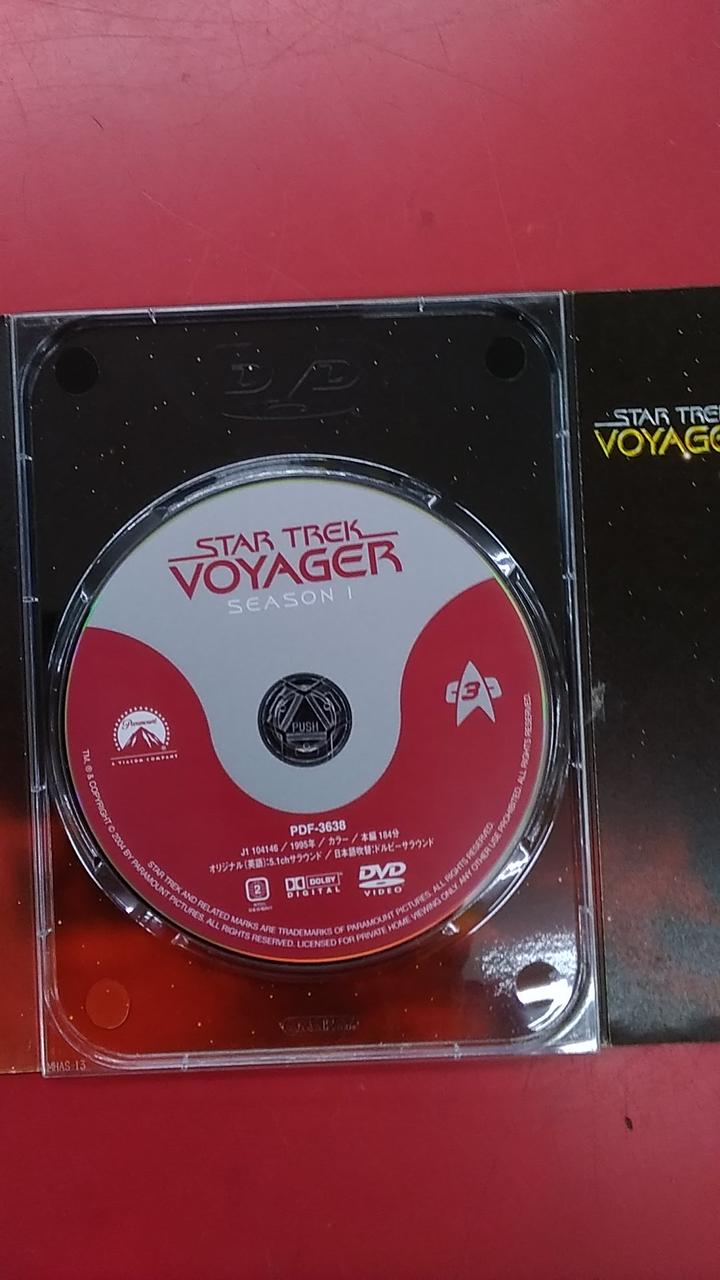 STAR TREK
VOYAGER
SEASON 1
STAR TREK
Paramount
A VIACOM COMPANY
3
PUSH
PDF-3638
J1 104146 / 1995年 / カラー / 本編 184分
オリジナル(英語):5.1chサラウンド / 日本語吹替:ドルビーサラウンド
2
DOLBY
DIGITAL
DVD
VIDEO
TM, ® & COPYRIGHT © 2004 BY PARAMOUNT PICTURES. ALL RIGHTS RESERVED. LICENSED FOR PRIVATE HOME VIEWING ONLY. ANY OTHER USE PROHIBITED. ALL RIGHTS RESERVED.
STAR TREK AND RELATED MARKS ARE TRADEMARKS OF PARAMOUNT PICTURES. ALL RIGHTS RESERVED.
MHAS-13